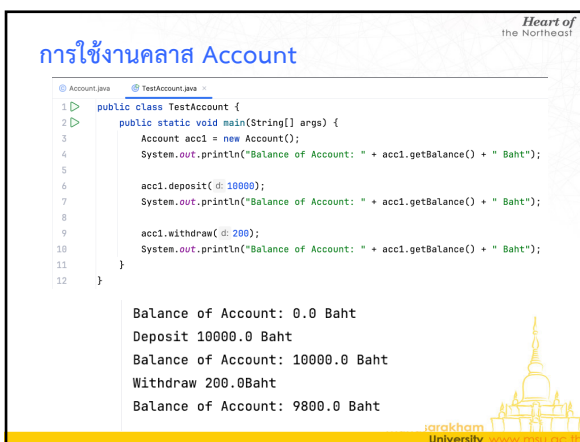 Heart of
the Northeast
การใช้งานคลาส Account
Account.java TestAccount.java ×
1 public class TestAccount {
2 public static void main(String[] args) {
3 Account acc1 = new Account();
4 System.out.println("Balance of Account: " + acc1.getBalance() + " Baht");
5
6 acc1.deposit( d: 10000);
7 System.out.println("Balance of Account: " + acc1.getBalance() + " Baht");
8
9 acc1.withdraw( d: 200);
10 System.out.println("Balance of Account: " + acc1.getBalance() + " Baht");
11 }
12 }
Balance of Account: 0.0 Baht
Deposit 10000.0 Baht
Balance of Account: 10000.0 Baht
Withdraw 200.0Baht
Balance of Account: 9800.0 Baht
arakham
University www.msu.ac.th